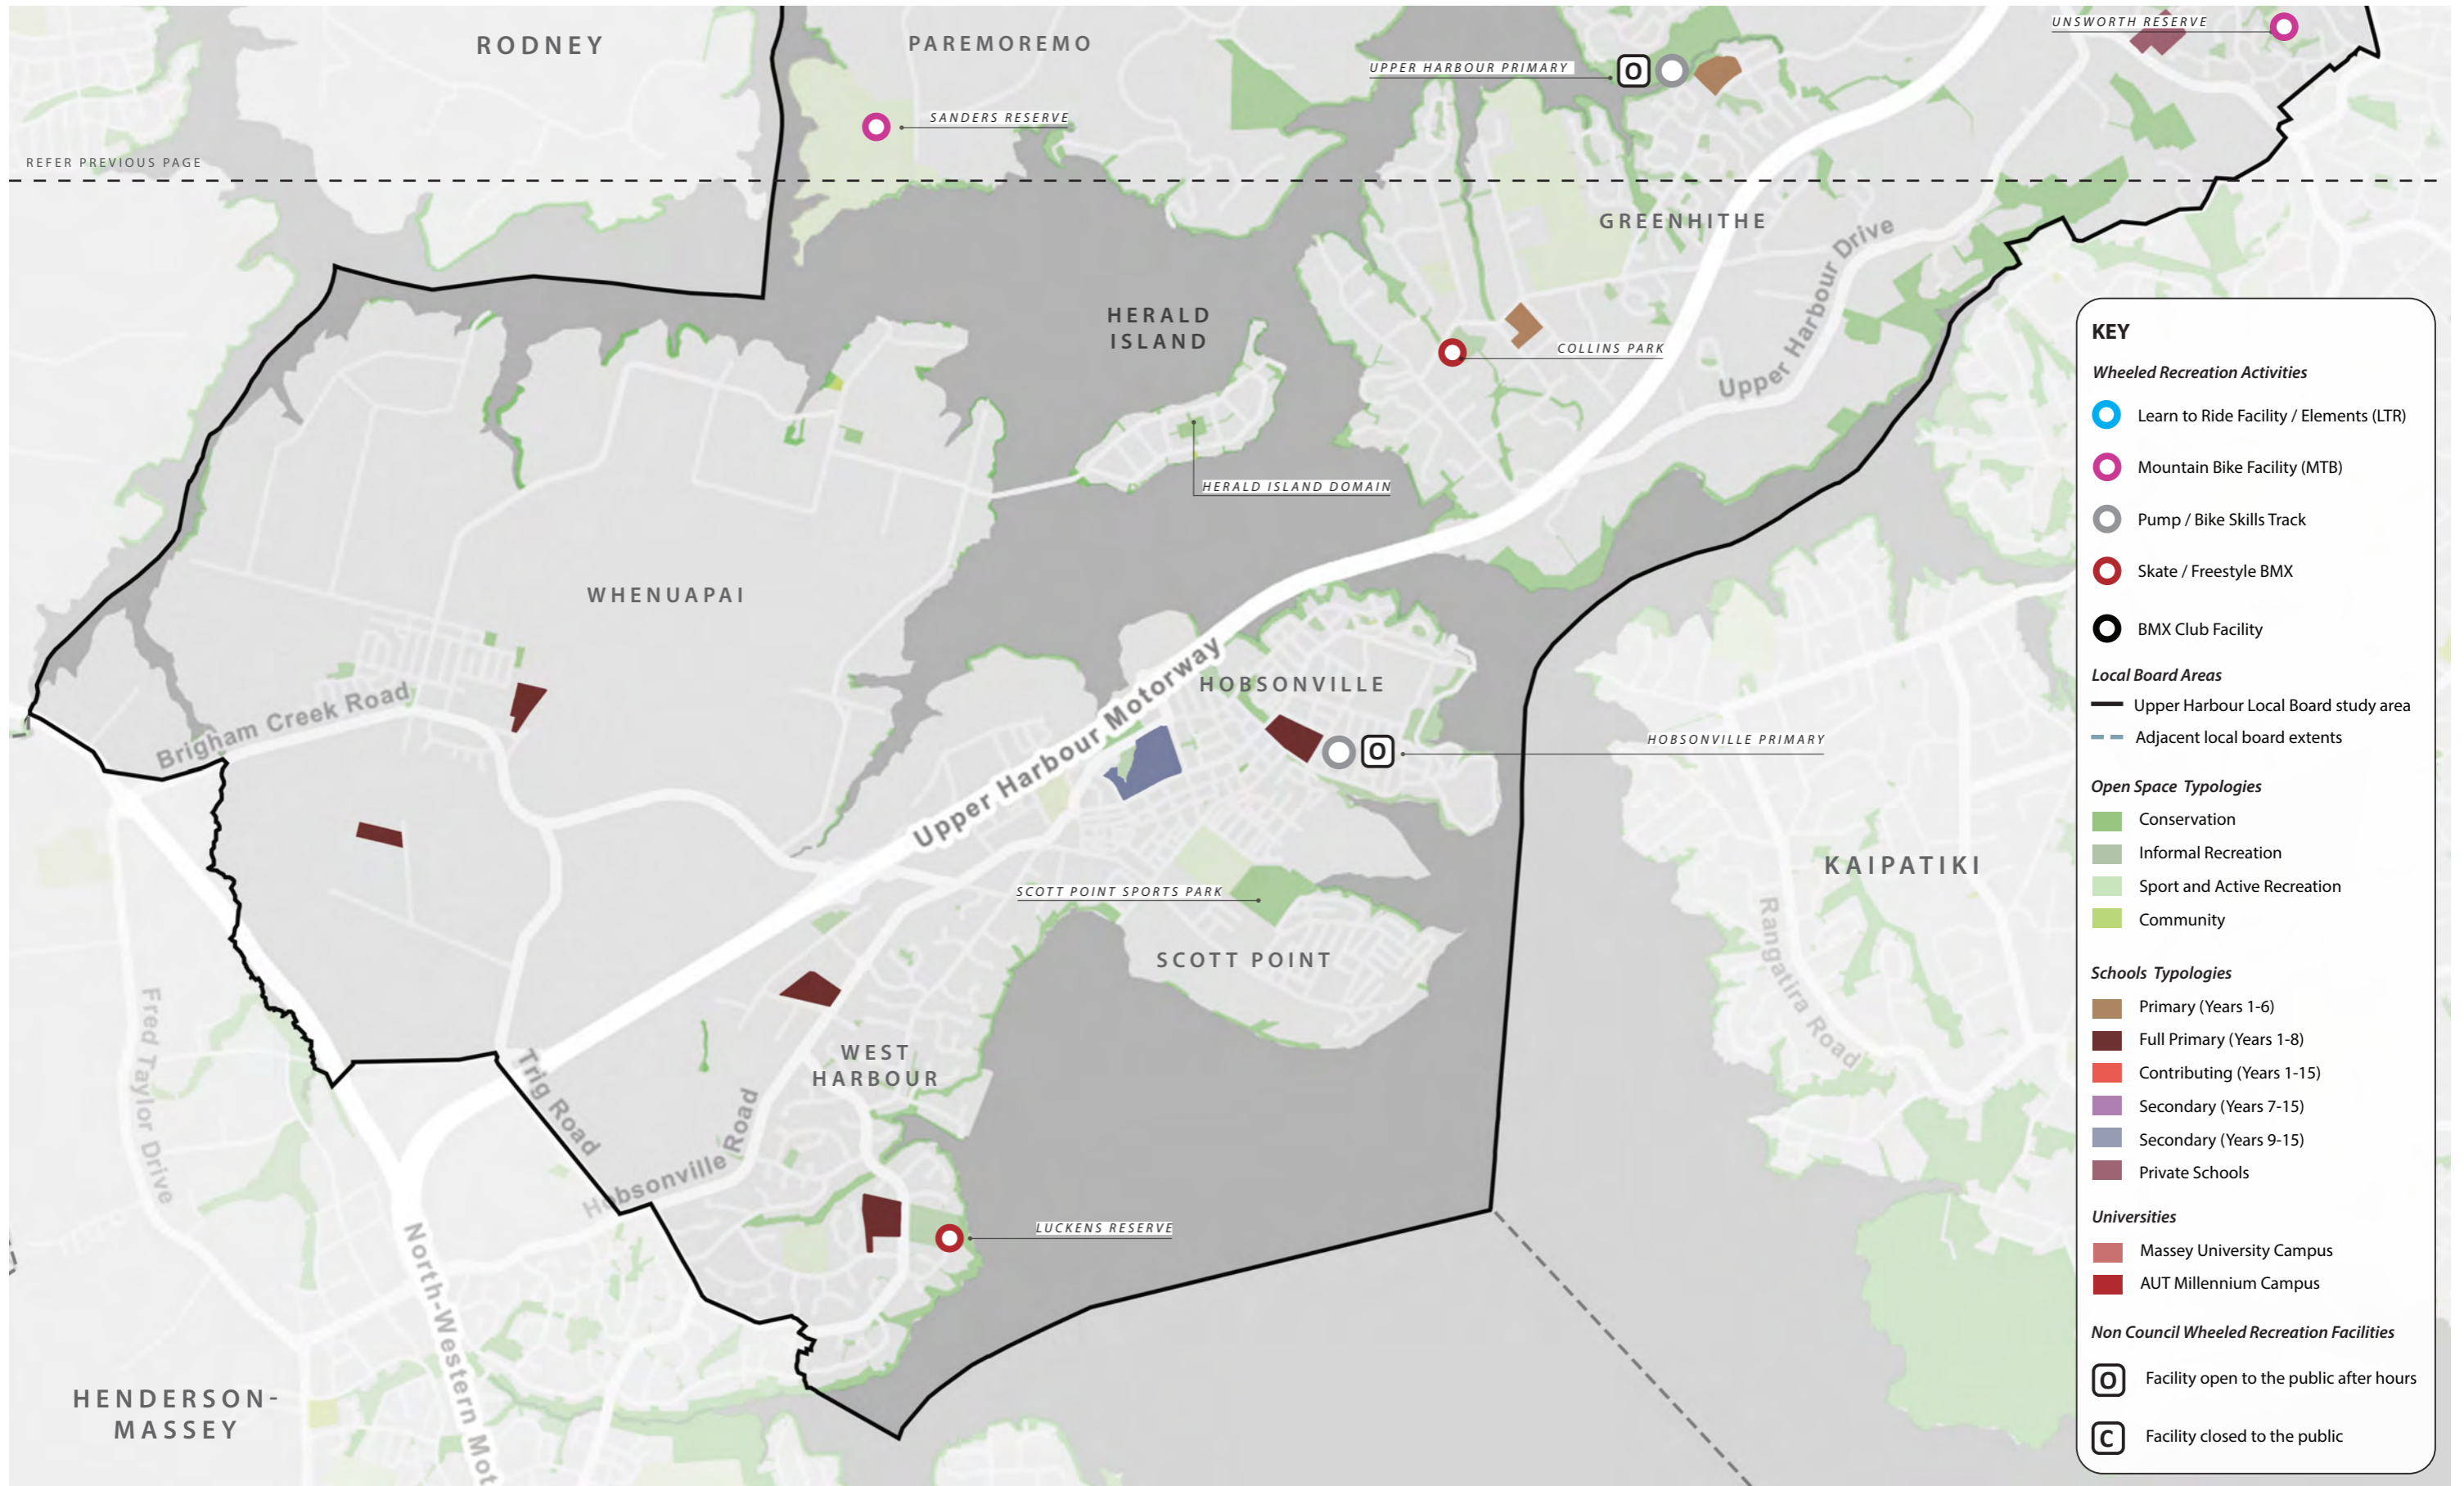 RODNEY
PAREMOREMO
UNSWORTH RESERVE
UPPER HARBOUR PRIMARY
O
SANDERS RESERVE
REFER PREVIOUS PAGE
GREENHITHE
Upper Harbour Drive
HERALD
ISLAND
COLLINS PARK
HERALD ISLAND DOMAIN
WHENUAPAI
Brigham Creek Road
Upper Harbour Motorway
HOBSONVILLE
HOBSONVILLE PRIMARY
O
SCOTT POINT SPORTS PARK
SCOTT POINT
KAIPATIKI
Rangatira Road
Fred Taylor Drive
Trig Road
WEST
HARBOUR
Hobsonville Road
LUCKENS RESERVE
North-Western Mot
HENDERSON-
MASSEY
KEY
Wheeled Recreation Activities
Learn to Ride Facility / Elements (LTR)
Mountain Bike Facility (MTB)
Pump / Bike Skills Track
Skate / Freestyle BMX
BMX Club Facility
Local Board Areas
Upper Harbour Local Board study area
Adjacent local board extents
Open Space Typologies
Conservation
Informal Recreation
Sport and Active Recreation
Community
Schools Typologies
Primary (Years 1-6)
Full Primary (Years 1-8)
Contributing (Years 1-15)
Secondary (Years 7-15)
Secondary (Years 9-15)
Private Schools
Universities
Massey University Campus
AUT Millennium Campus
Non Council Wheeled Recreation Facilities
O Facility open to the public after hours
C Facility closed to the public